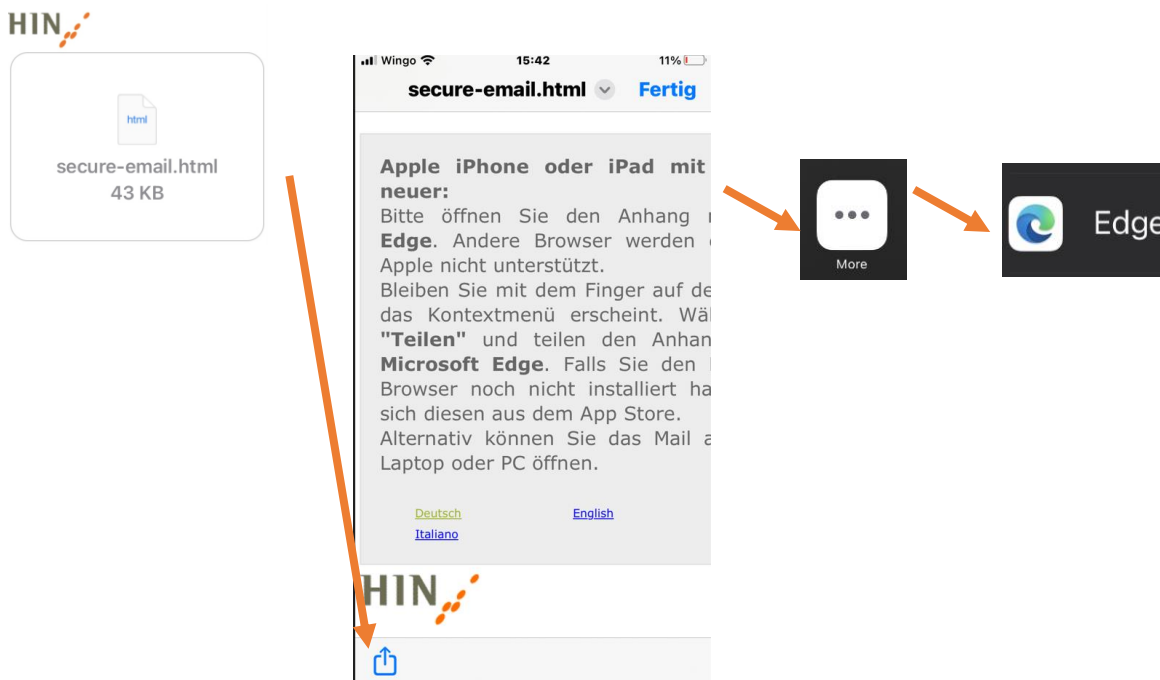 HIN
html
secure-email.html
43 KB
Wingo 15:42 11%
secure-email.html Fertig
Apple iPhone oder iPad mit
neuer:
Bitte öffnen Sie den Anhang
Edge. Andere Browser werden
Apple nicht unterstützt.
Bleiben Sie mit dem Finger auf de
das Kontextmenü erscheint. Wäl
"Teilen" und teilen den Anhan
Microsoft Edge. Falls Sie den
Browser noch nicht installiert ha
sich diesen aus dem App Store.
Alternativ können Sie das Mail a
Laptop oder PC öffnen.
Deutsch English
Italiano
HIN
More
Edge